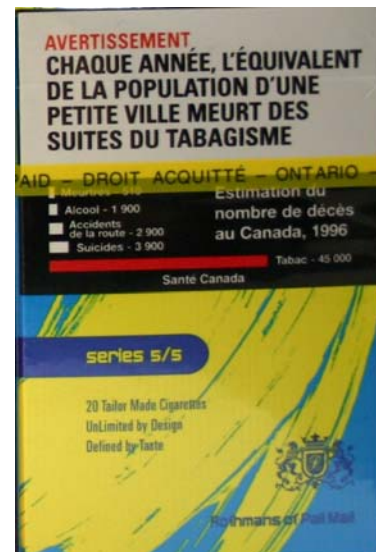 AVERTISSEMENT
CHAQUE ANNÉE, L'ÉQUIVALENT
DE LA POPULATION D'UNE
PETITE VILLE MEURT DES
SUITES DU TABAGISME
PAID - DROIT ACQUITTÉ - ONTARIO -
Estimation du
nombre de décès
au Canada, 1996
Alcool - 1 900
Accidents
de la route - 2 900
Suicides - 3 900
Tabac - 45 000
Santé Canada
series 5/5
20 Tailor Made Cigarettes
UnLimited by Design
Defined by Taste
Rothmans of Pall Mall